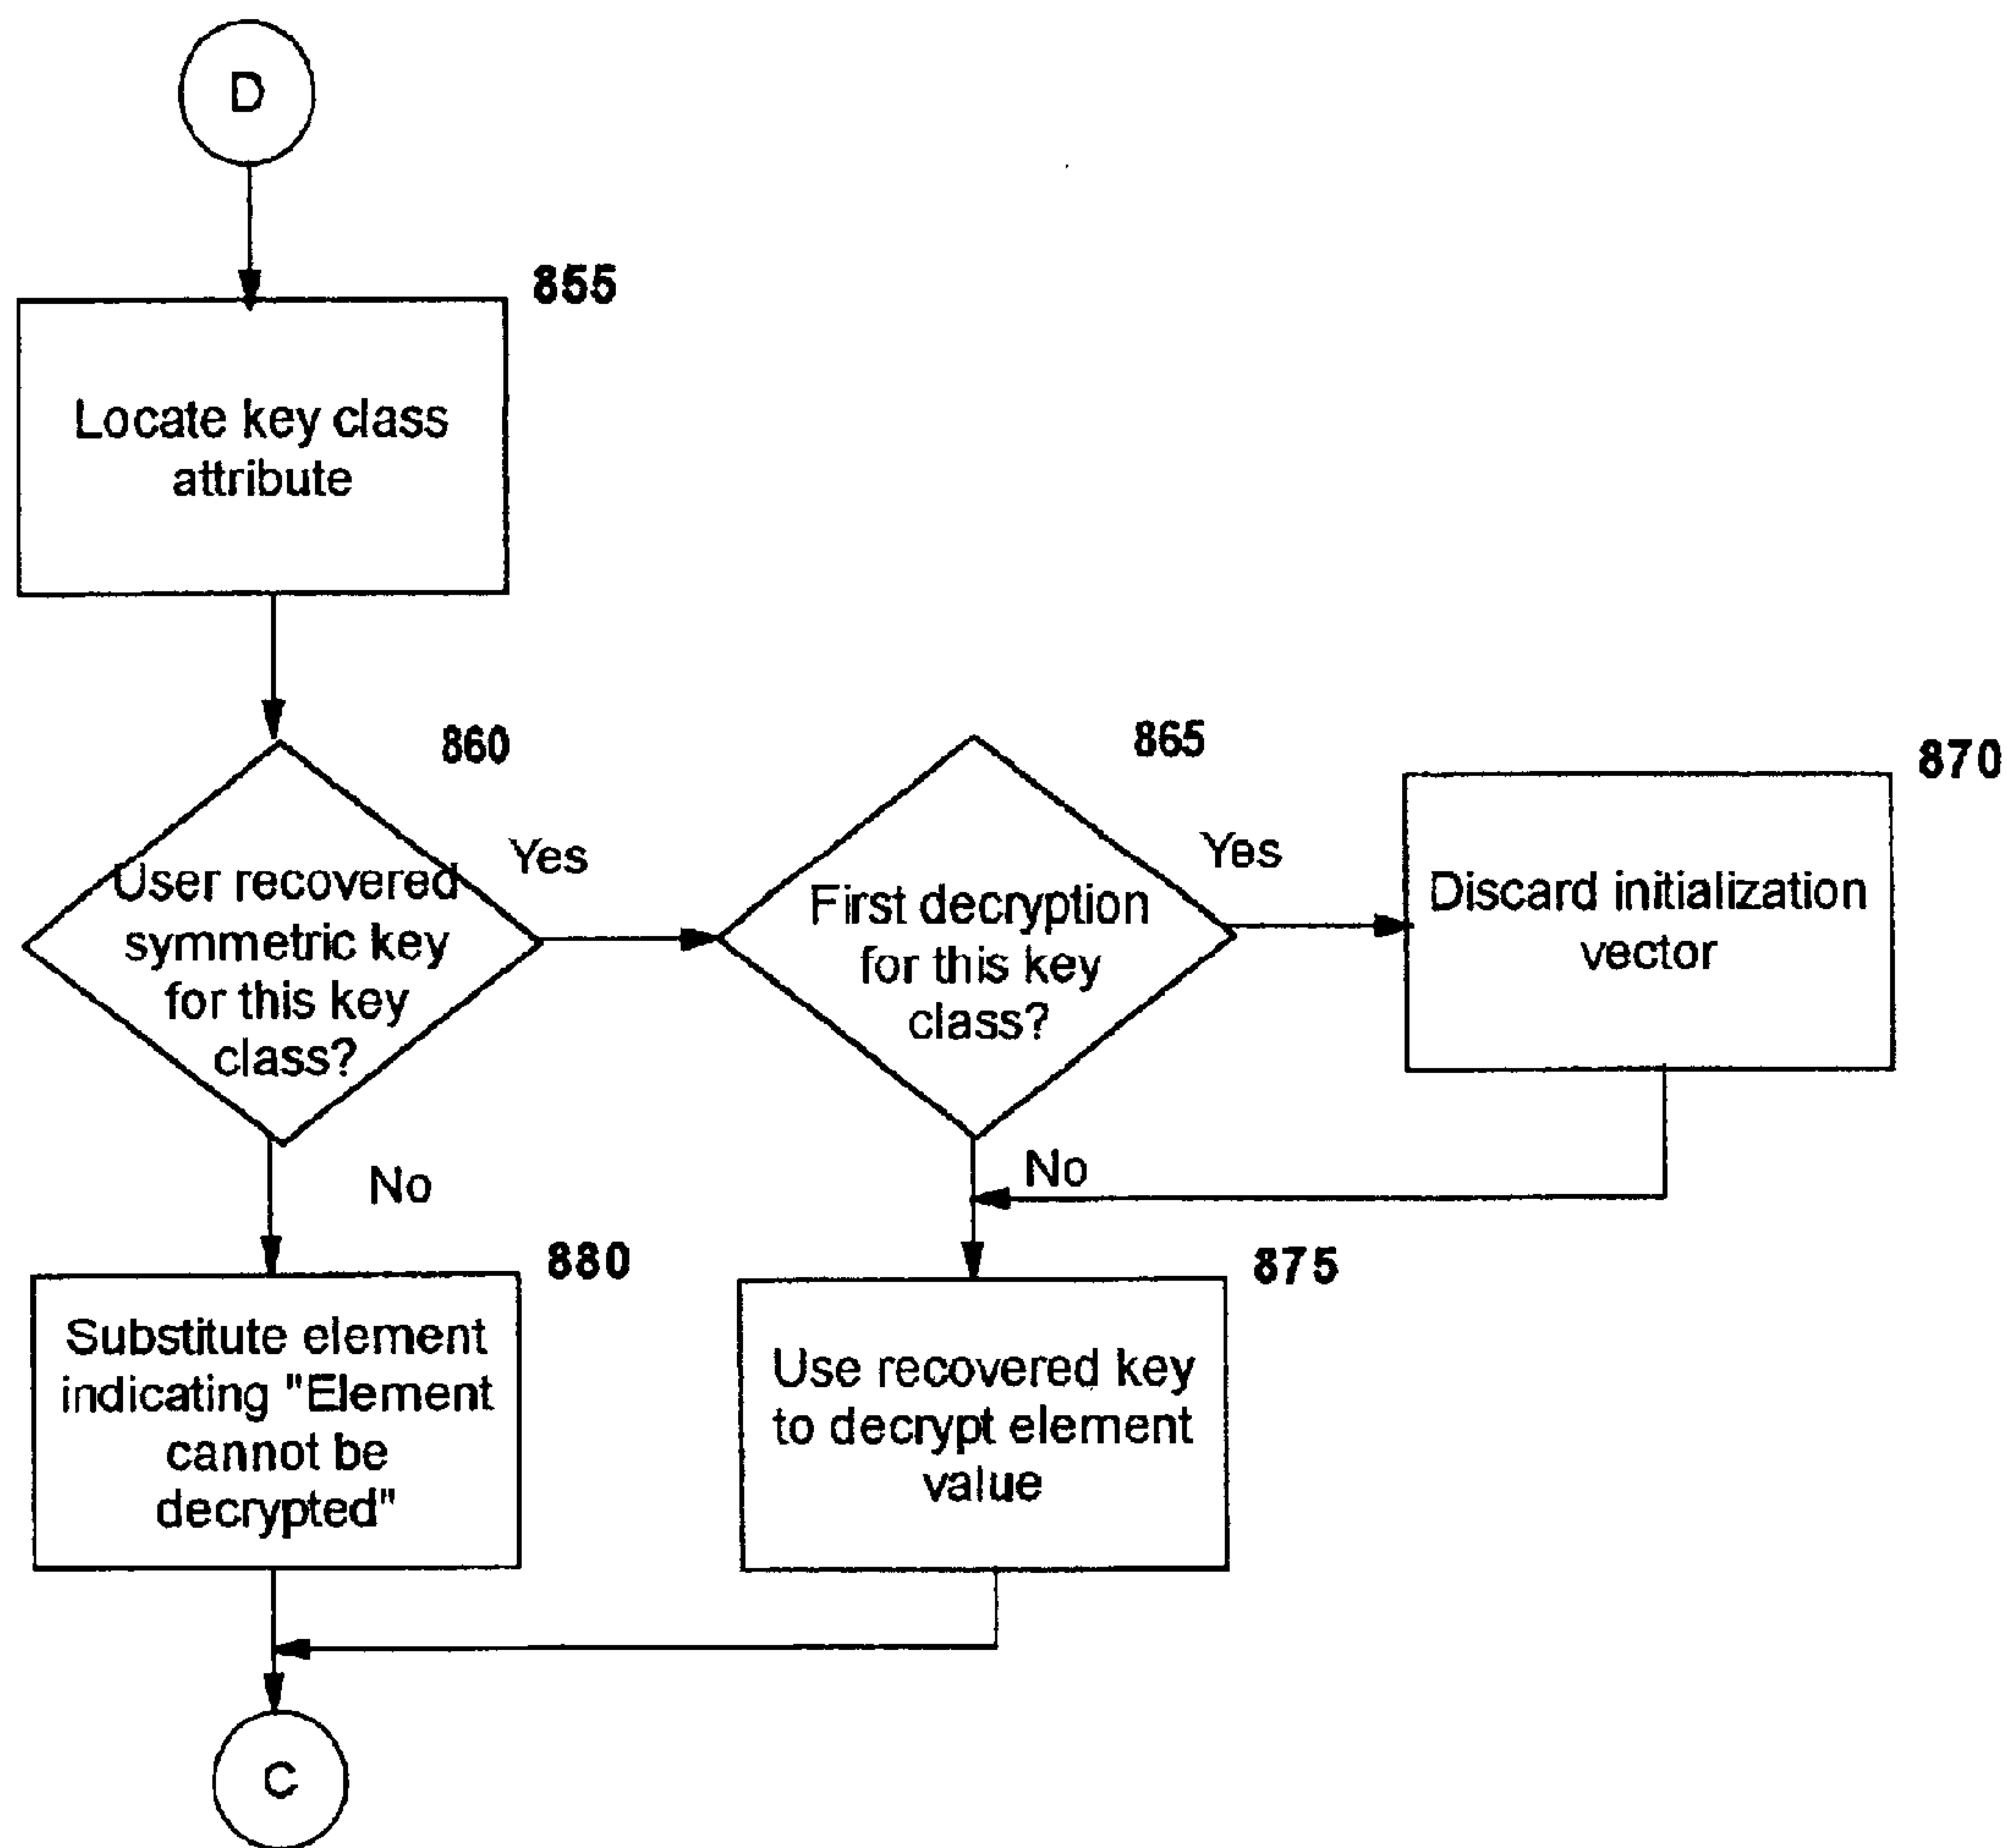 D
855
Locate key class
attribute
860
User recovered
symmetric key
for this key
class?
Yes
No
865
First decryption
for this key
class?
Yes
No
870
Discard initialization
vector
880
Substitute element
indicating "Element
cannot be
decrypted"
875
Use recovered key
to decrypt element
value
C